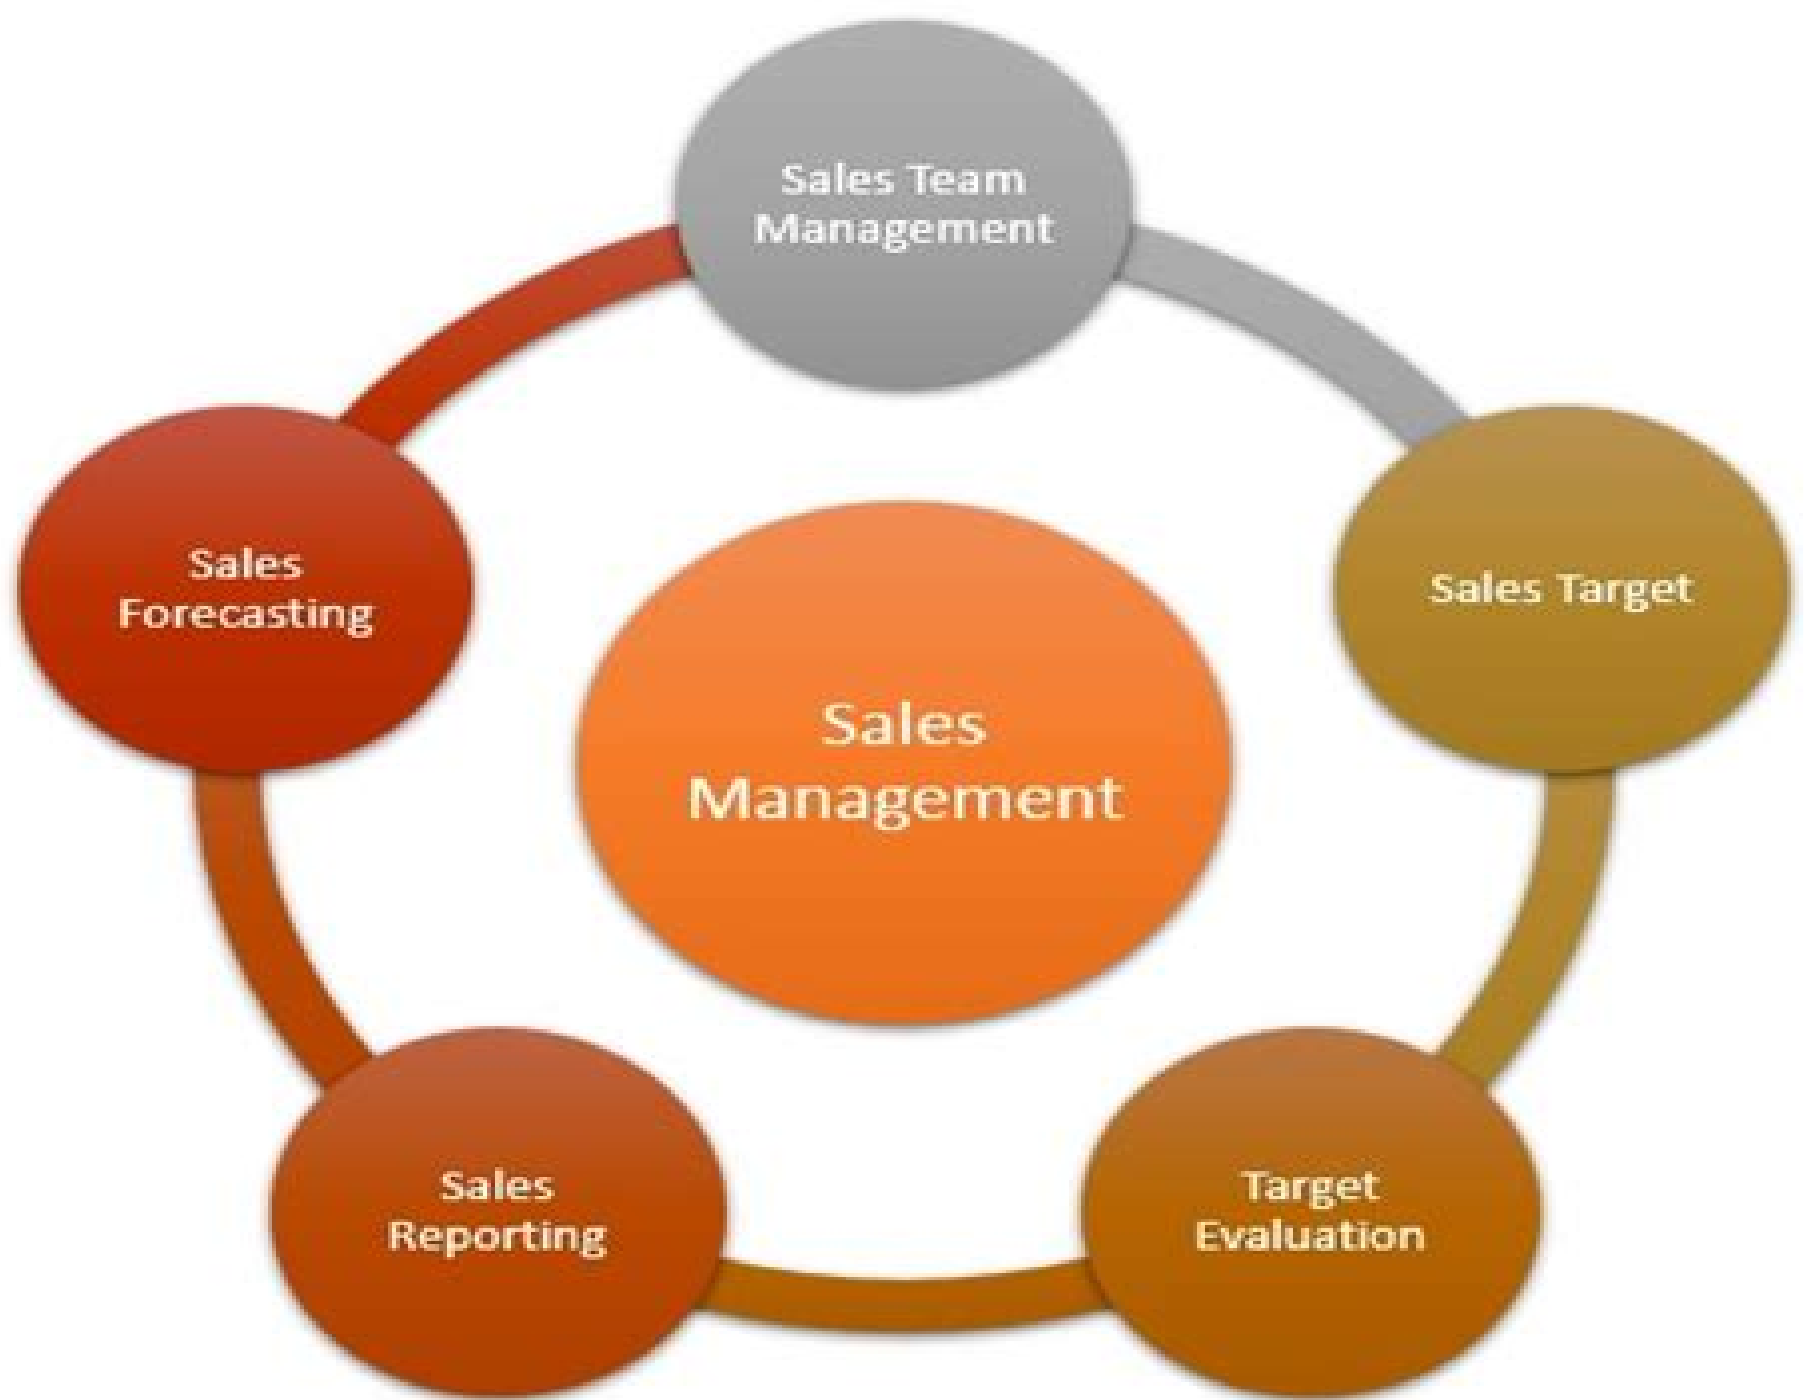 Sales Team
Management
Sales
Forecasting
Sales Target
Sales
Management
Sales
Reporting
Target
Evaluation